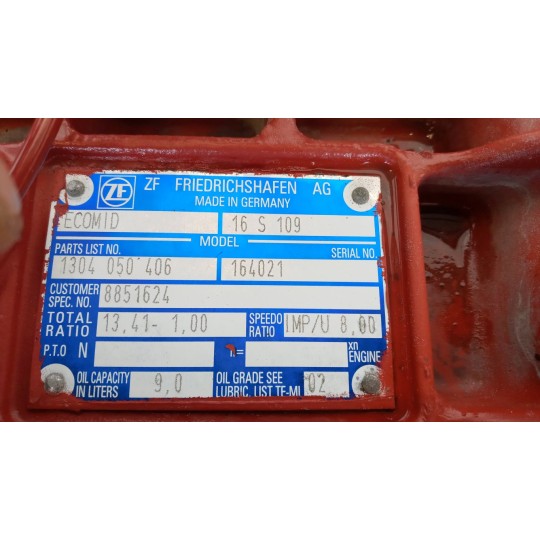 ZF ZF FRIEDRICHSHAFEN AG
MADE IN GERMANY
ECOMID 16 S 109
MODEL
PARTS LIST NO. SERIAL NO.
1304 050 406 164021
CUSTOMER SPEC. NO. 8851624
TOTAL RATIO 13,41- 1,00 SPEEDO RATIO IMP/U 8,00
P.T.O N n= xn ENGINE
OIL CAPACITY IN LITERS 9,0 OIL GRADE SEE LUBRIC. LIST TE-ML 02